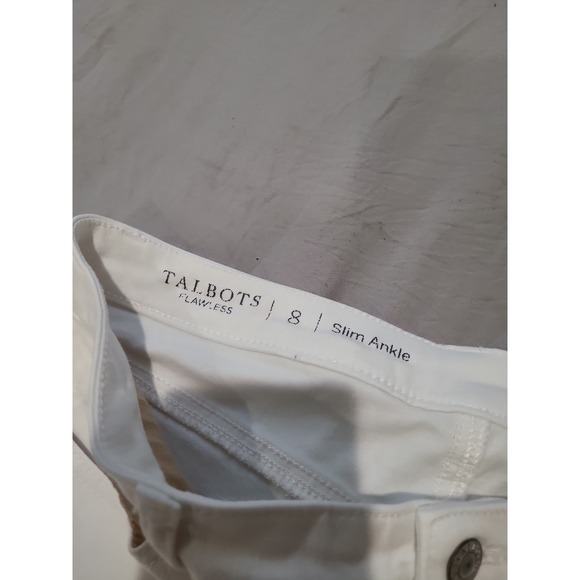 TALBOTS | 8 | Slim Ankle
FLAWLESS